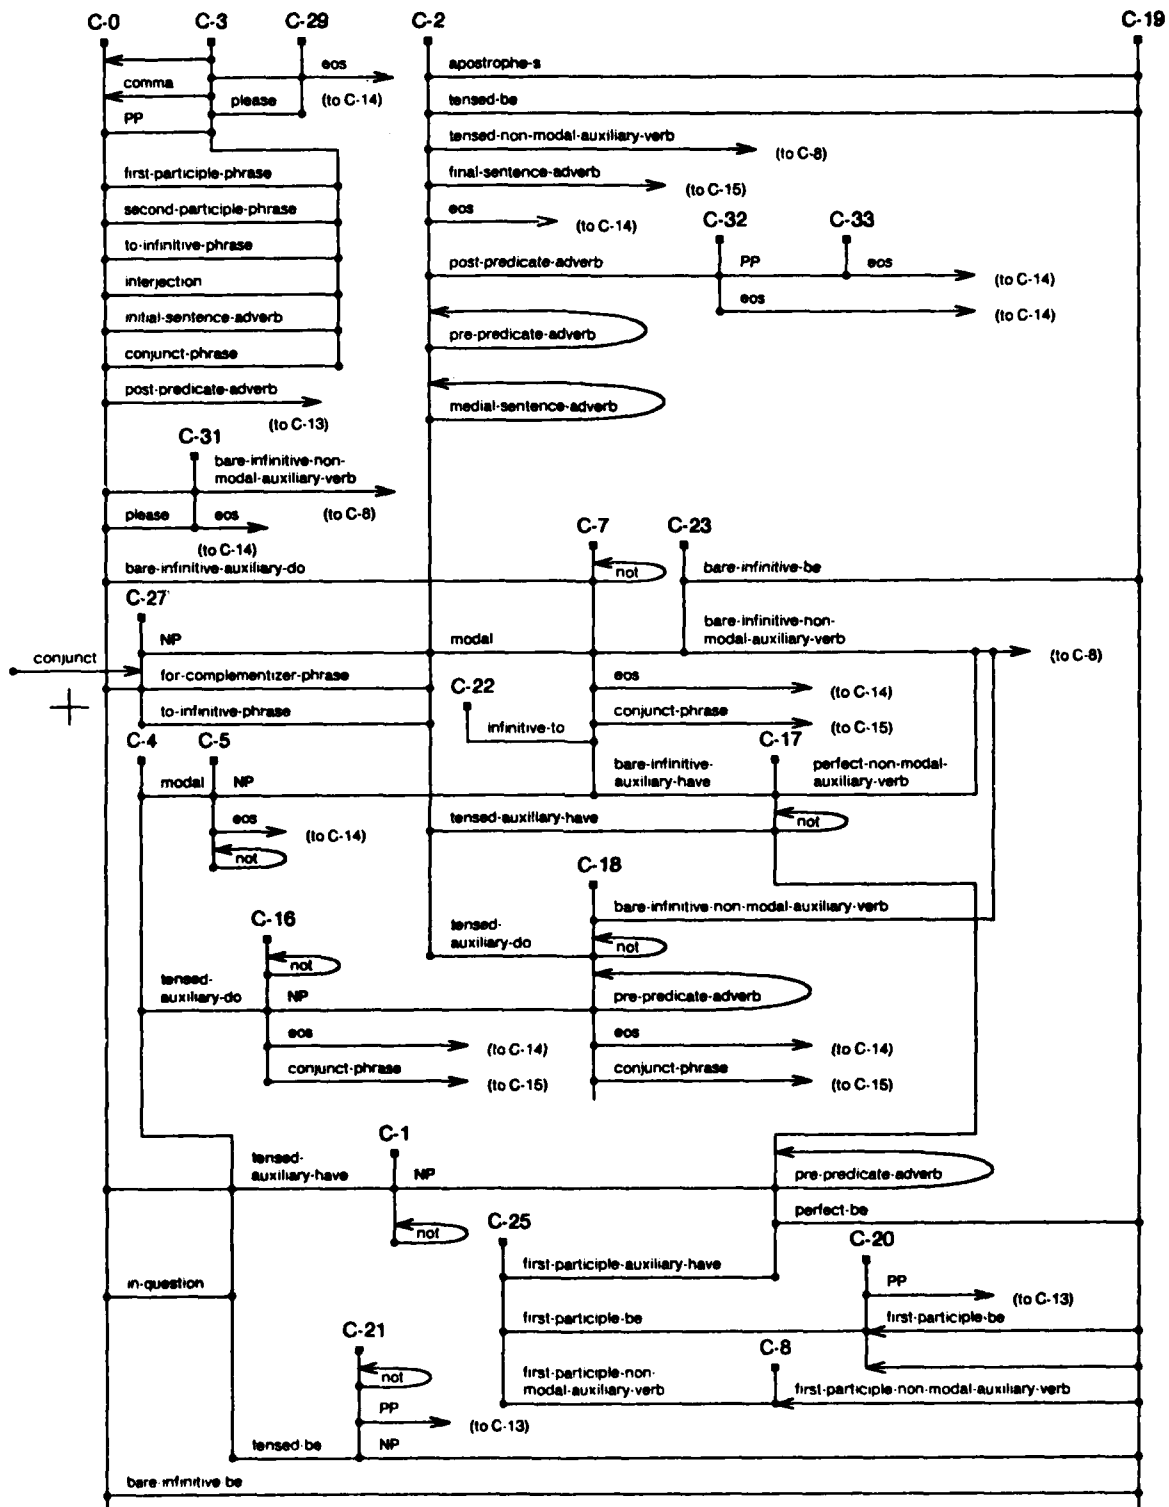 C-0 C-3 C-29 C-2 C-19
eos
apostrophe-s
comma
please
(to C-14)
tensed-be
PP
tensed-non-modal-auxiliary-verb
(to C-8)
first-participle-phrase
final-sentence-adverb
(to C-15)
second-participle-phrase
eos
(to C-14)
C-32 C-33
to-infinitive-phrase
post-predicate-adverb
PP
eos
(to C-14)
interjection
eos
(to C-14)
initial-sentence-adverb
pre-predicate-adverb
conjunct-phrase
post-predicate-adverb
medial-sentence-adverb
(to C-13)
C-31
bare-infinitive-non-
modal-auxiliary-verb
please
eos
(to C-8)
(to C-14)
C-7 C-23
bare-infinitive-auxiliary-do
not
bare-infinitive-be
C-27
NP
modal
bare-infinitive-non-
modal-auxiliary-verb
(to C-8)
conjunct
for-complementizer-phrase
C-22
eos
(to C-14)
to-infinitive-phrase
infinitive-to
conjunct-phrase
(to C-15)
C-4 C-5 C-17
modal
NP
bare-infinitive-
auxiliary-have
perfect-non-modal-
auxiliary-verb
eos
(to C-14)
tensed-auxiliary-have
not
not
C-18
bare-infinitive-non-modal-auxiliary-verb
C-16
tensed-
auxiliary-do
not
not
tensed-
auxiliary-do
NP
pre-predicate-adverb
eos
(to C-14)
eos
(to C-14)
conjunct-phrase
(to C-15)
conjunct-phrase
(to C-15)
C-1
tensed-
auxiliary-have
NP
pre-predicate-adverb
not
C-25
perfect-be
C-20
first-participle-auxiliary-have
in-question
PP
(to C-13)
first-participle-be
first-participle-be
C-21
C-8
not
first-participle-non-
modal-auxiliary-verb
first-participle-non-modal-auxiliary-verb
PP
(to C-13)
tensed-be
NP
bare-infinitive be